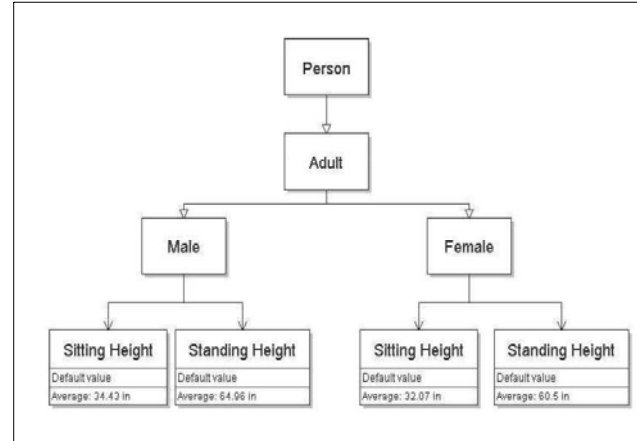 Person
Adult
Male
Female
Sitting Height
Default value
Average: 34.43 in
Standing Height
Default value
Average: 64.96 in
Sitting Height
Default value
Average: 32.07 in
Standing Height
Default value
Average: 60.5 in